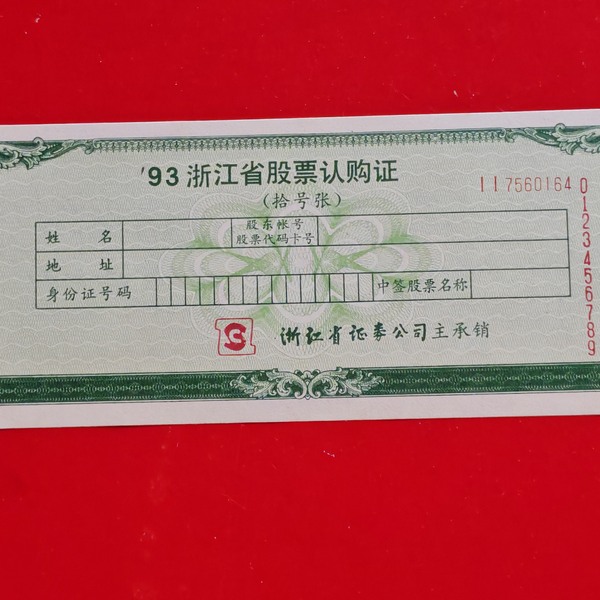 '93 浙江省股票认购证
(拾号张)
117560164
0123456789
姓 名
股东帐号
股票代码卡号
地 址
身份证号码
中签股票名称
浙江省证券公司主承销